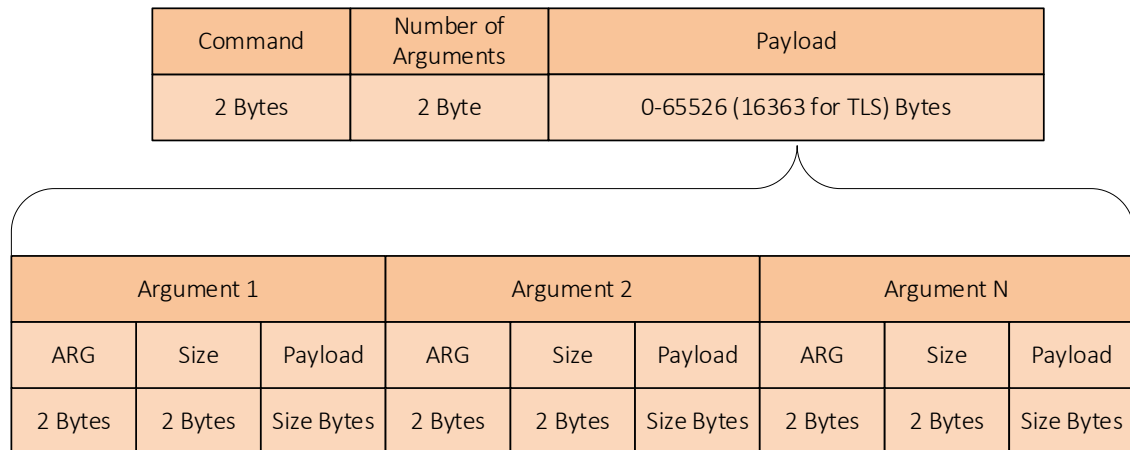 Command Number of Arguments Payload
2 Bytes 2 Byte 0-65526 (16363 for TLS) Bytes
Argument 1 Argument 2 Argument N
ARG Size Payload ARG Size Payload ARG Size Payload
2 Bytes 2 Bytes Size Bytes 2 Bytes 2 Bytes Size Bytes 2 Bytes 2 Bytes Size Bytes